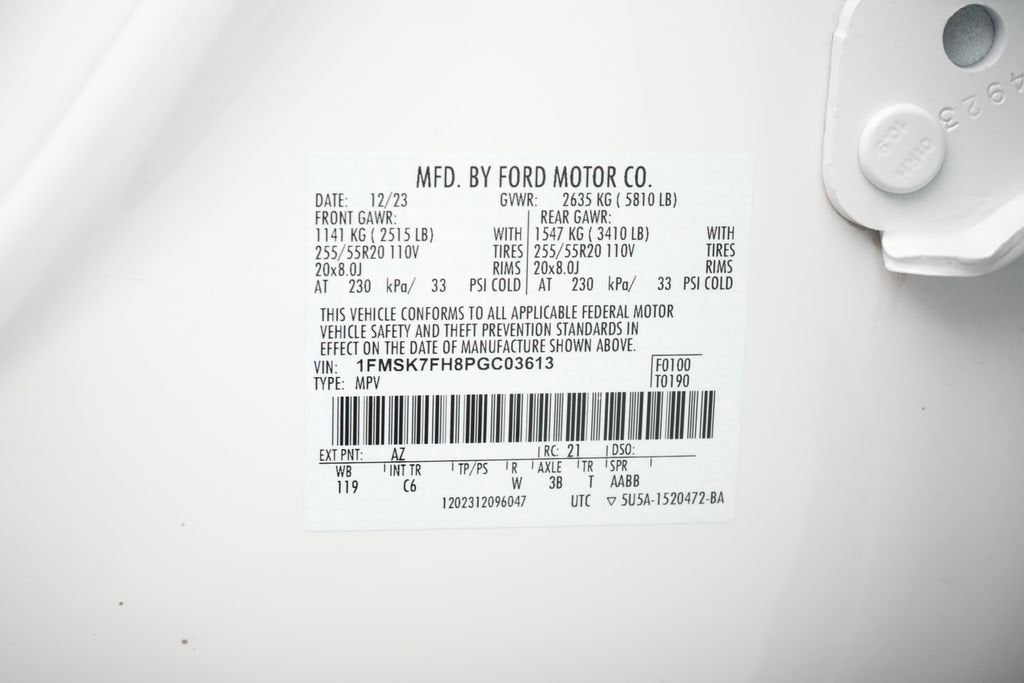 4923
CIRH
1C-9
MFD. BY FORD MOTOR CO.
DATE: 12/23 GVWR: 2635 KG ( 5810 LB)
FRONT GAWR: REAR GAWR:
1141 KG ( 2515 LB) WITH 1547 KG ( 3410 LB) WITH
255/55R20 110V TIRES 255/55R20 110V TIRES
20x8.0J RIMS 20x8.0J RIMS
AT 230 kPa/ 33 PSI COLD AT 230 kPa/ 33 PSI COLD
THIS VEHICLE CONFORMS TO ALL APPLICABLE FEDERAL MOTOR
VEHICLE SAFETY AND THEFT PREVENTION STANDARDS IN
EFFECT ON THE DATE OF MANUFACTURE SHOWN ABOVE.
VIN: 1FMSK7FH8PGC03613 F0100
TYPE: MPV T0190
EXT PNT: AZ RC: 21 DSO:
WB INT TR TP/PS R AXLE TR SPR
119 C6 W 3B T AABB
1202312096047 UTC ▽ 5U5A-1520472-BA